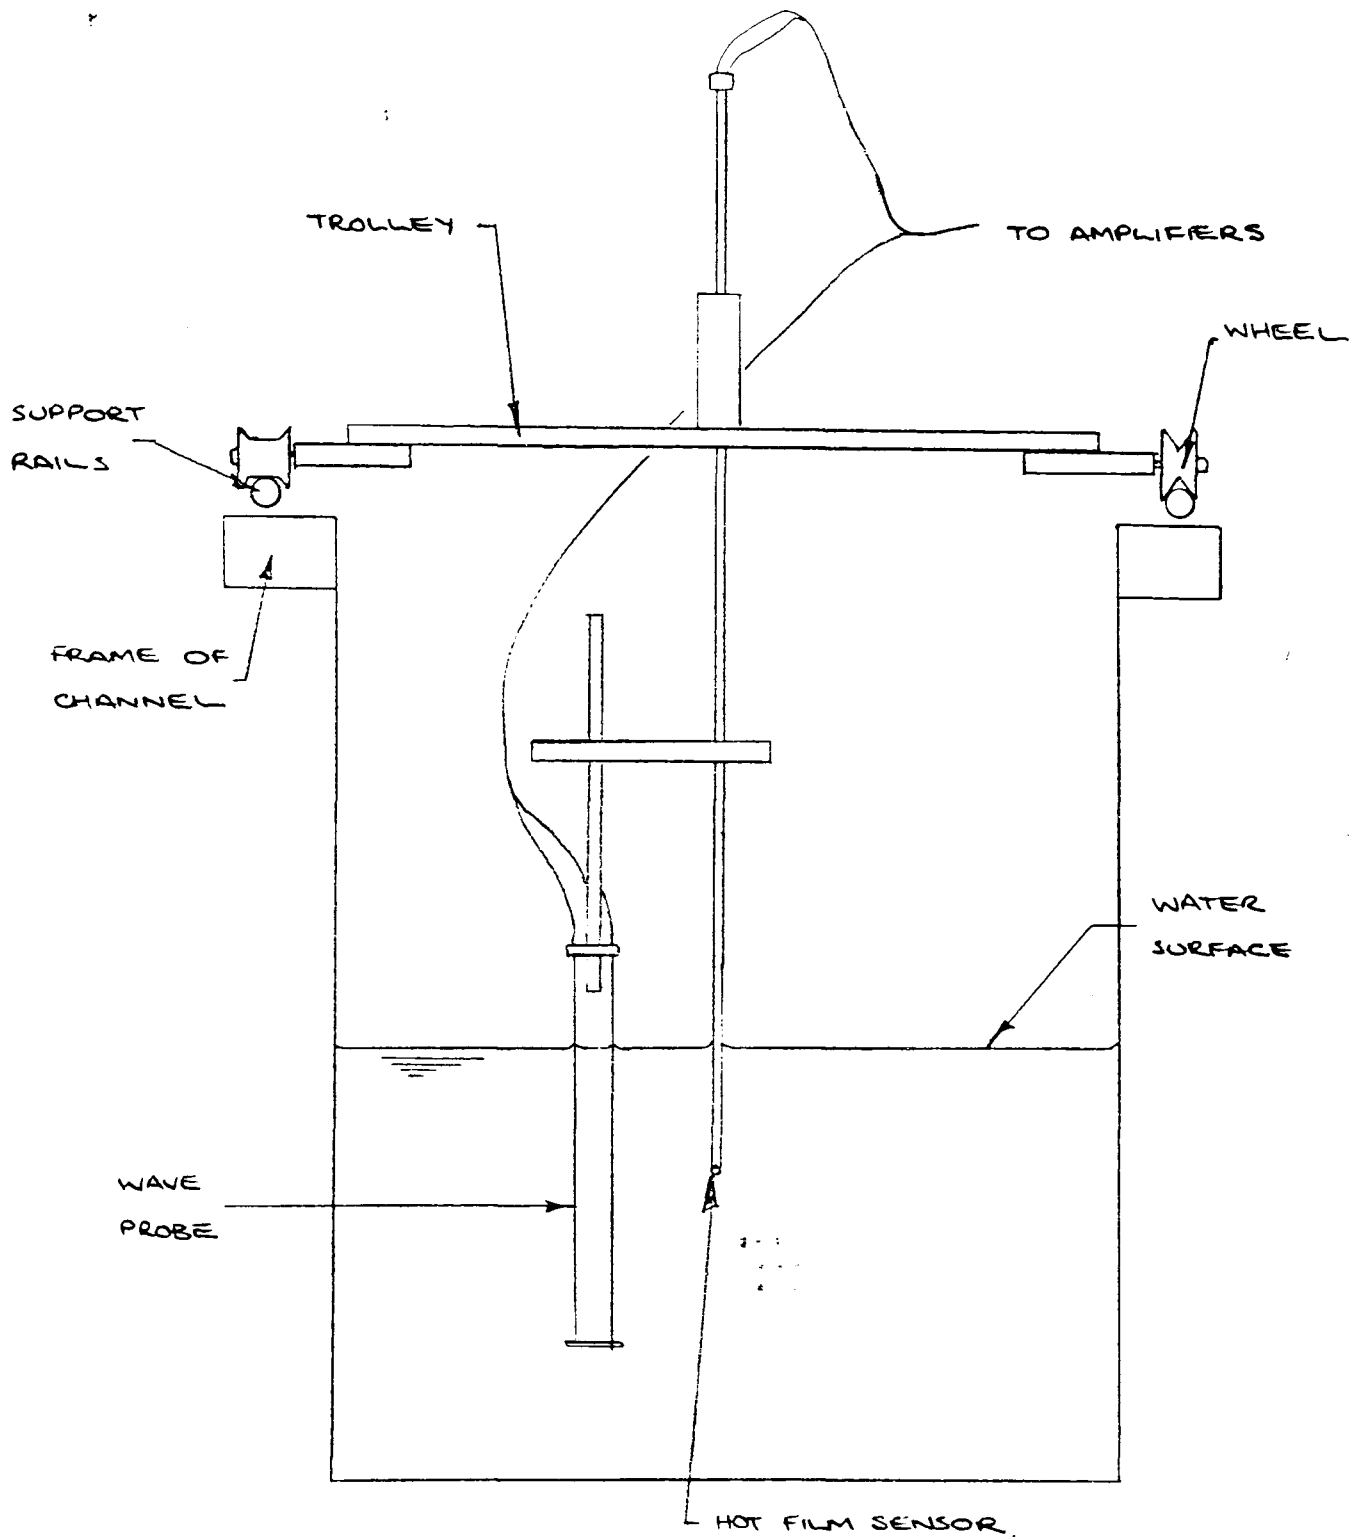 TROLLEY
TO AMPLIFIERS
WHEEL
SUPPORT
RAILS
FRAME OF
CHANNEL
WATER
SURFACE
WAVE
PROBE
HOT FILM SENSOR.